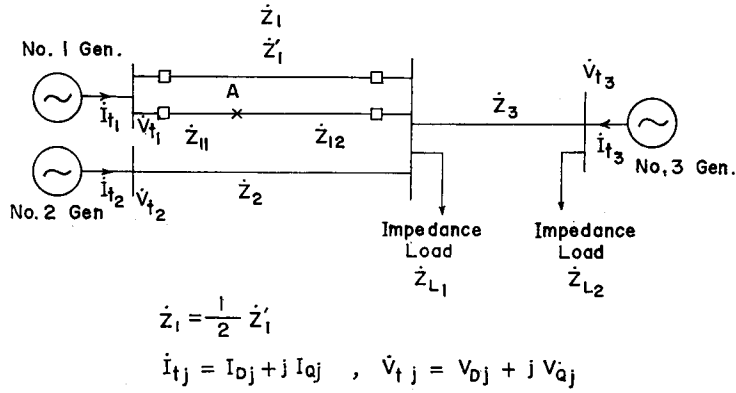 Ż₁
Ż'₁
No. 1 Gen.
A
V̇t₃
İt₁
V̇t₁
Ż₁₁
Ż₁₂
Ż₃
İt₃
No, 3 Gen.
İt₂
V̇t₂
Ż₂
No. 2 Gen
Impedance
Load
ŻL₁
Impedance
Load
ŻL₂
Ż₁ = 1/2 Ż'₁
İtj = IDj + j IQj , V̇tj = VDj + j VQj